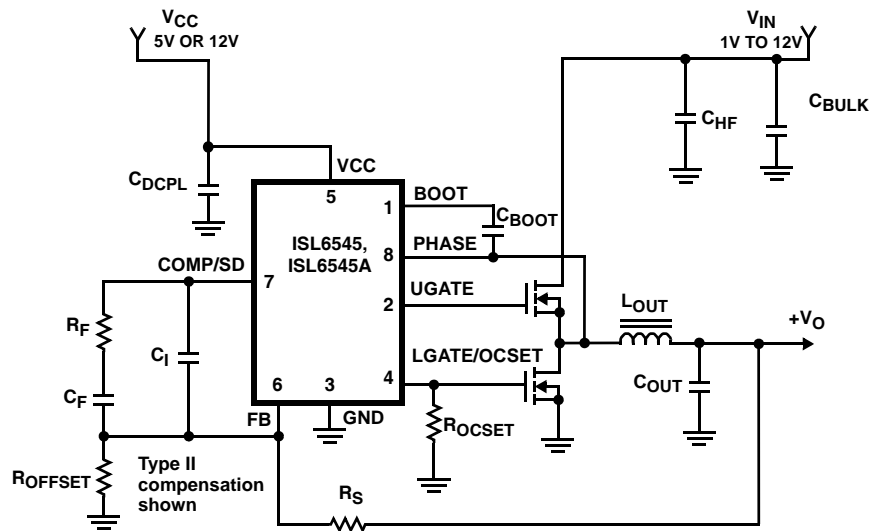 VCC
5V OR 12V
VIN
1V TO 12V
CHF
CBULK
CDCPL
VCC
5
BOOT
1
CBOOT
ISL6545,
ISL6545A
PHASE
8
COMP/SD
7
UGATE
2
LOUT
+VO
RF
CI
LGATE/OCSET
4
COUT
CF
6
3
FB
GND
ROCSET
ROFFSET
Type II
compensation
shown
RS